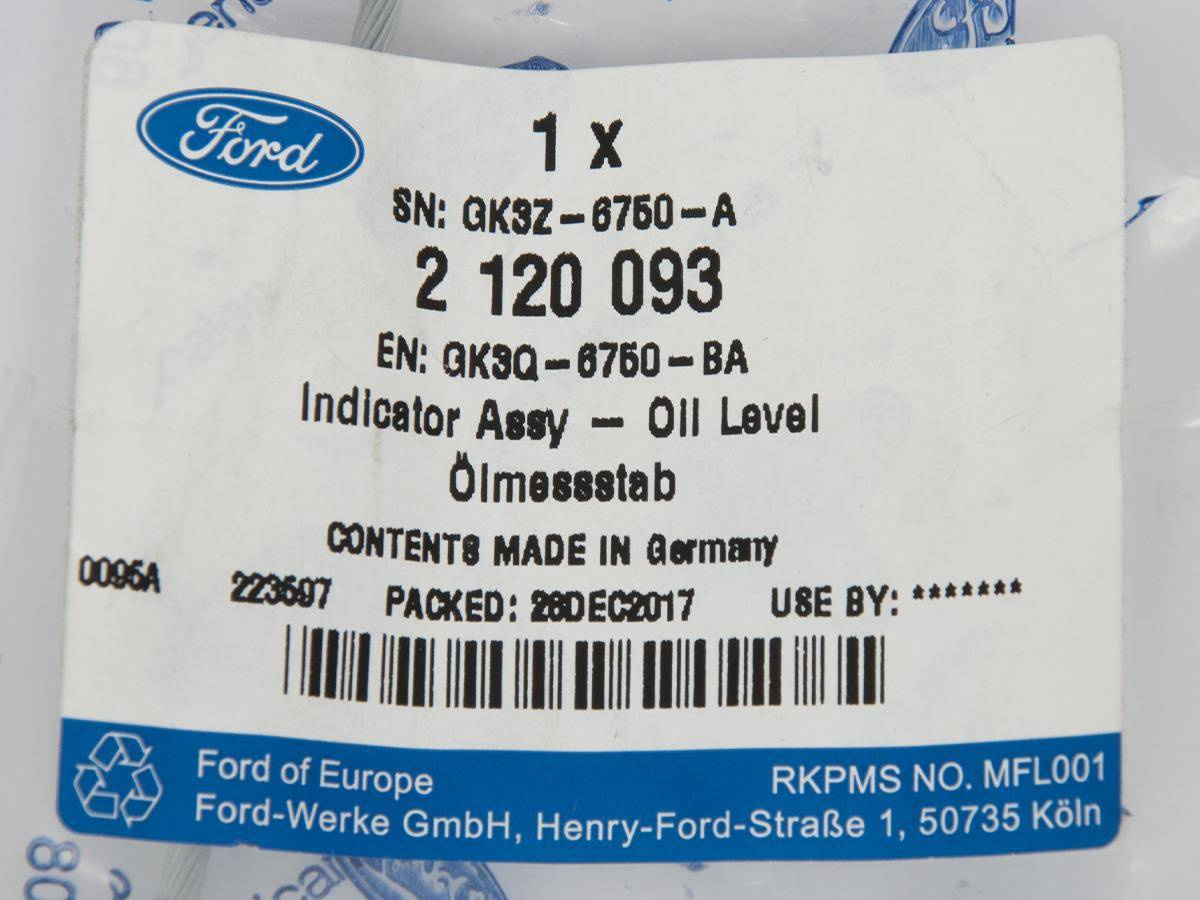 Ford
1 x
SN: GK3Z-6750-A
2 120 093
EN: GK3Q-6750-BA
Indicator Assy - Oil Level
Ölmessstab
CONTENTS MADE IN Germany
0095A 223597 PACKED: 26DEC2017 USE BY: *******
Ford of Europe RKPMS NO. MFL001
Ford-Werke GmbH, Henry-Ford-Straße 1, 50735 Köln